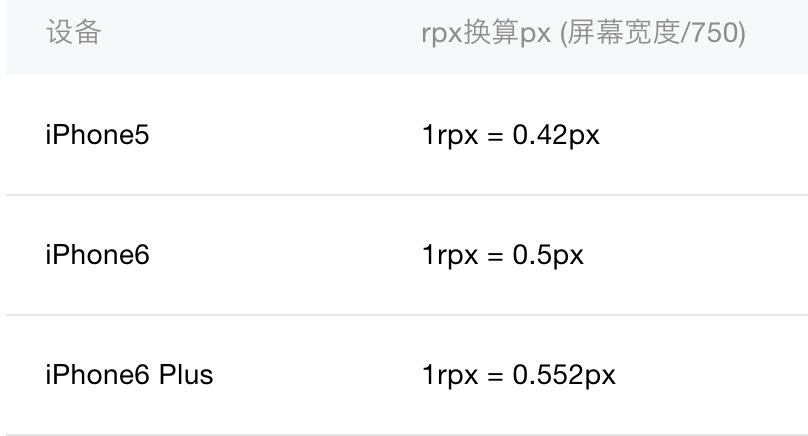 设备 rpx换算px (屏幕宽度/750)
iPhone5 1rpx = 0.42px
iPhone6 1rpx = 0.5px
iPhone6 Plus 1rpx = 0.552px